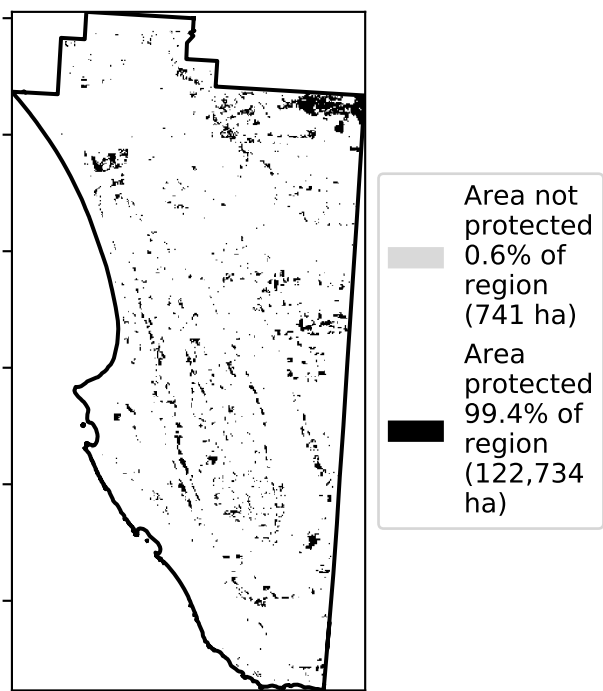 Area not
protected
0.6% of
region
(741 ha)
Area
protected
99.4% of
region
(122,734
ha)